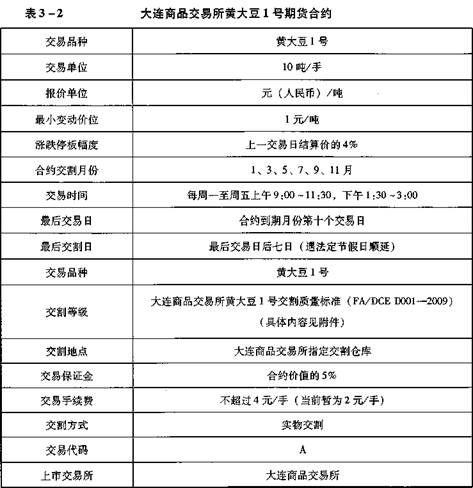 表3-2 大连商品交易所黄大豆1号期货合约
交易品种 黄大豆1号
交易单位 10吨/手
报价单位 元（人民币）/吨
最小变动价位 1元/吨
涨跌停板幅度 上一交易日结算价的4%
合约交割月份 1、3、5、7、9、11月
交易时间 每周一至周五上午9:00~11:30，下午1:30~3:00
最后交易日 合约到期月份第十个交易日
最后交割日 最后交易日后七日（遇法定节假日顺延）
交易品种 黄大豆1号
交割等级 大连商品交易所黄大豆1号交割质量标准（FA/DCE D001—2009）
（具体内容见附件）
交割地点 大连商品交易所指定交割仓库
交易保证金 合约价值的5%
交易手续费 不超过4元/手（当前暂为2元/手）
交割方式 实物交割
交易代码 A
上市交易所 大连商品交易所